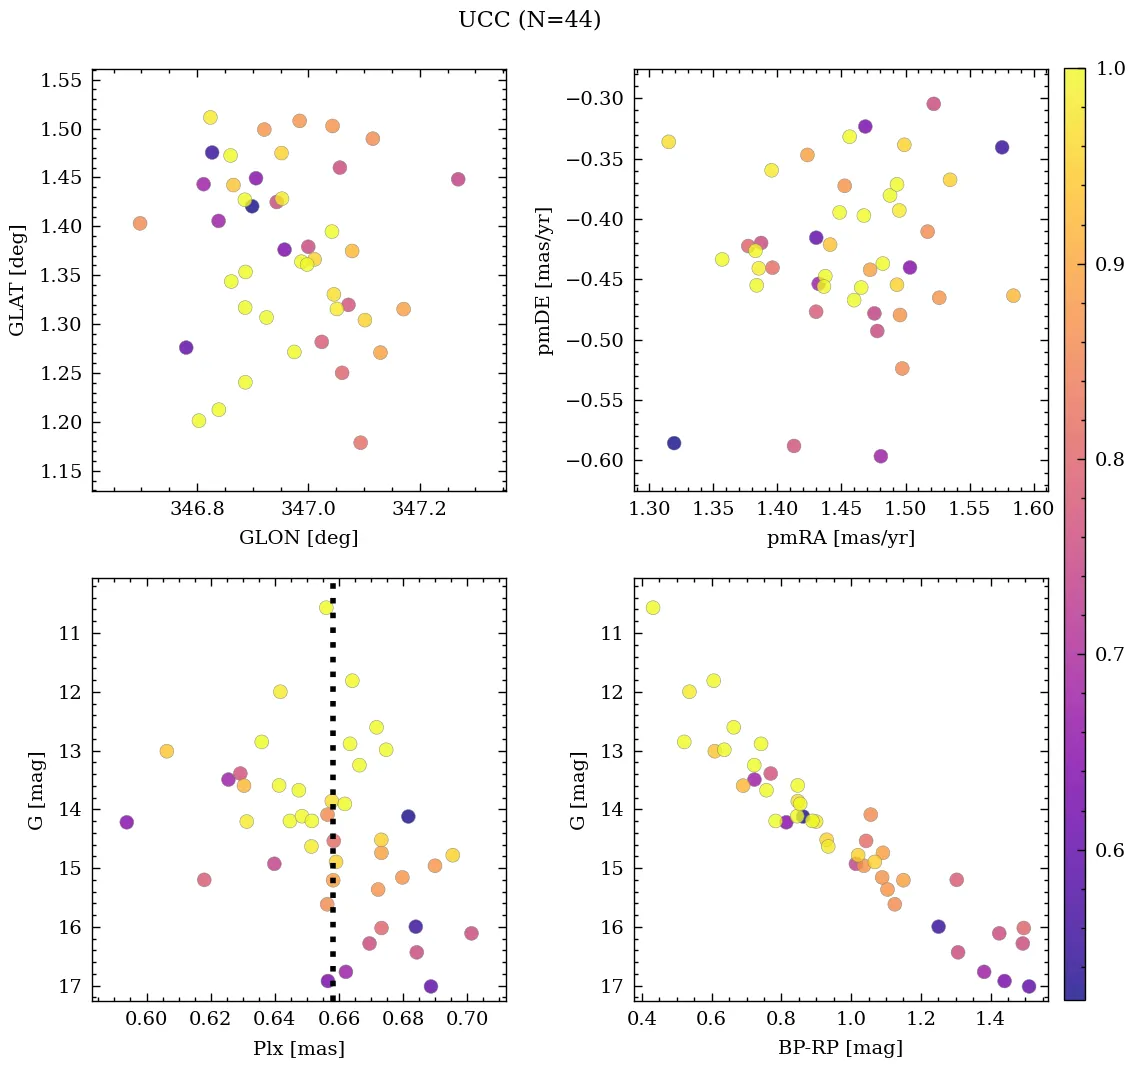 UCC (N=44)
1.55
1.50
1.45
1.40
1.35
1.30
1.25
1.20
1.15
GLAT [deg]
346.8 347.0 347.2
GLON [deg]
−0.30
−0.35
−0.40
−0.45
−0.50
−0.55
−0.60
pmDE [mas/yr]
1.30 1.35 1.40 1.45 1.50 1.55 1.60
pmRA [mas/yr]
1.0
0.9
0.8
0.7
0.6
11
12
13
14
15
16
17
G [mag]
0.60 0.62 0.64 0.66 0.68 0.70
Plx [mas]
11
12
13
14
15
16
17
G [mag]
0.4 0.6 0.8 1.0 1.2 1.4
BP-RP [mag]